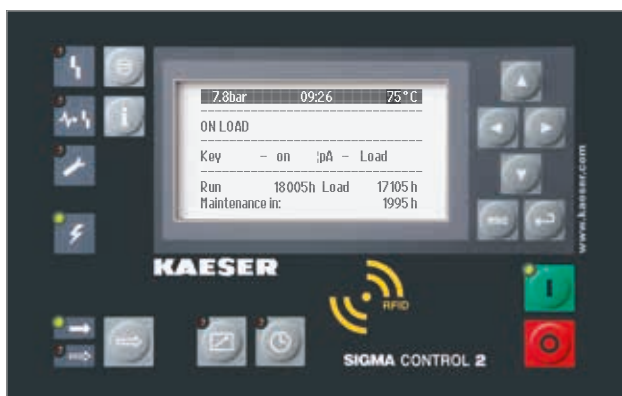 7.8bar 09:26 75°C
ON LOAD
Key – on ¦pA – Load
Run 18005h Load 17105h
Maintenance in: 1995h
i
esc
www.kaeser.com
KAESER
RFID
I
O
SIGMA CONTROL 2